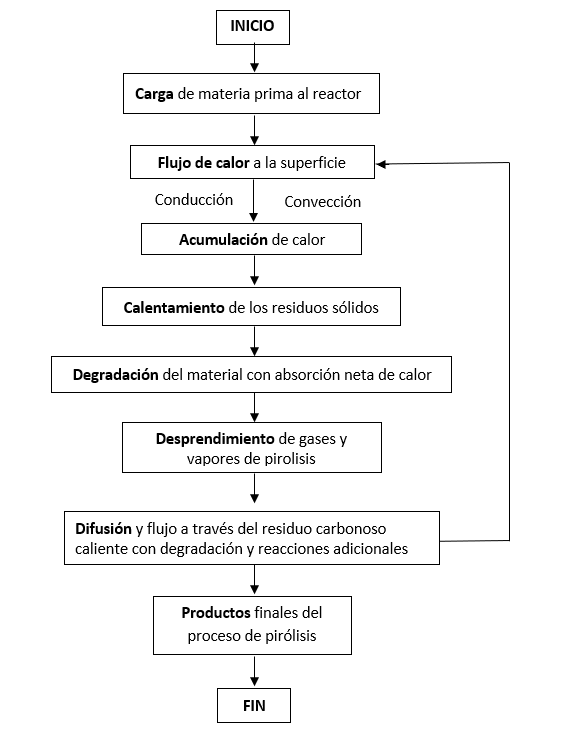 INICIO
Carga de materia prima al reactor
Flujo de calor a la superficie
Conducción
Convección
Acumulación de calor
Calentamiento de los residuos sólidos
Degradación del material con absorción neta de calor
Desprendimiento de gases y
vapores de pirolisis
Difusión y flujo a través del residuo carbonoso
caliente con degradación y reacciones adicionales
Productos finales del
proceso de pirólisis
FIN